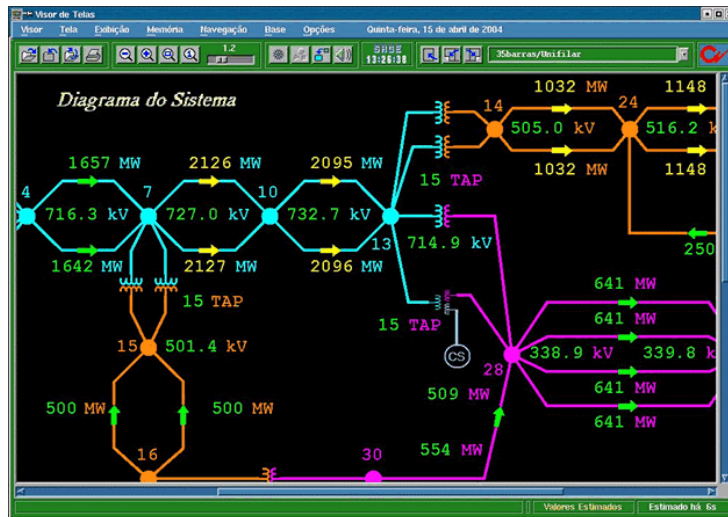 Visor de Telas
Visor Tela Exibição Memória Navegação Base Opções Quinta-feira, 15 de abril de 2004
1.2
SAGE
13:26:38
35barras/Unifilar
Diagrama do Sistema
1032 MW 1148
14 24
505.0 kV 516.2 k
1032 MW 1148
1657 MW 2126 MW 2095 MW
15 TAP
4 7 10
716.3 kV 727.0 kV 732.7 kV
13 714.9 kV
1642 MW 2127 MW 2096 MW
250
15 TAP
641 MW
641 MW
15 TAP
15 501.4 kV
CS
28 338.9 kV 339.8 k
509 MW
641 MW
641 MW
500 MW 500 MW
554 MW
16 30
Valores Estimados Estimado há 6s